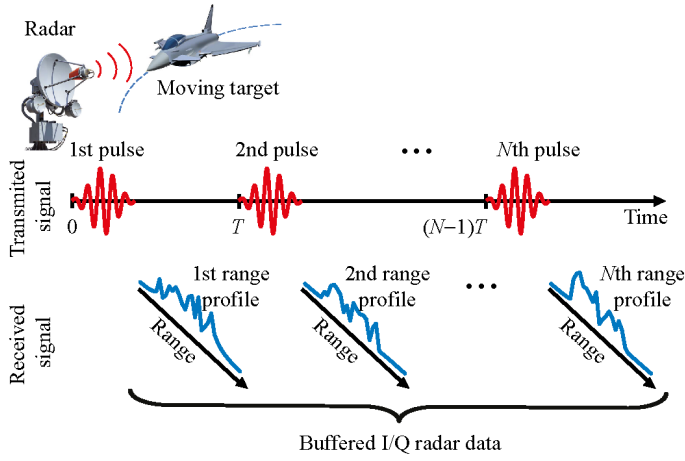 Radar
Moving target
1st pulse
2nd pulse
•••
Nth pulse
Transmited
signal
0
T
(N−1)T
Time
1st range
profile
2nd range
profile
•••
Nth range
profile
Received
signal
Range
Range
Range
Buffered I/Q radar data